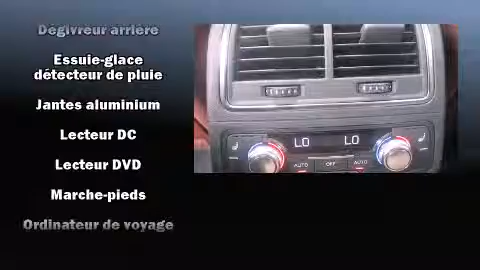 Dégivreur arrière
Essuie-glace
détecteur de pluie
Jantes aluminium
Lecteur DC
Lecteur DVD
Marche-pieds
Ordinateur de voyage
LO LO
AUTO OFF AUTO